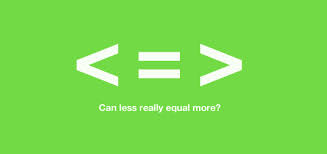 < = >
Can less really equal more?